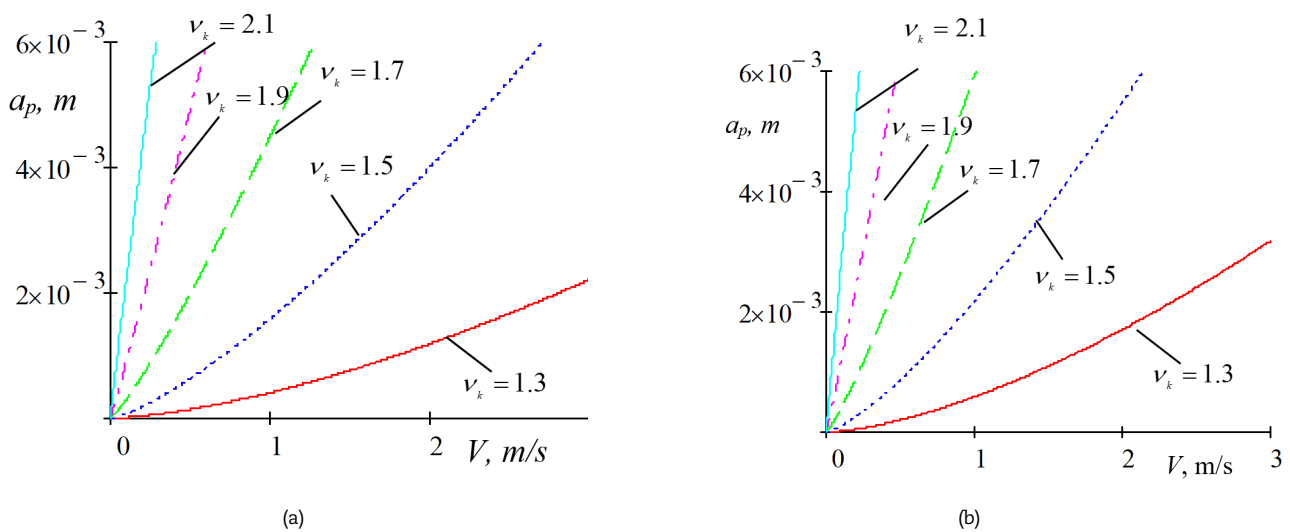 6×10⁻³
a_p, m
4×10⁻³
2×10⁻³
ν_k = 2.1
ν_k = 1.9
ν_k = 1.7
ν_k = 1.5
ν_k = 1.3
0
1
2
V, m/s
(a)
6×10⁻³
a_p, m
4×10⁻³
2×10⁻³
ν_k = 2.1
ν_k = 1.9
ν_k = 1.7
ν_k = 1.5
ν_k = 1.3
0
1
2
V, m/s
3
(b)